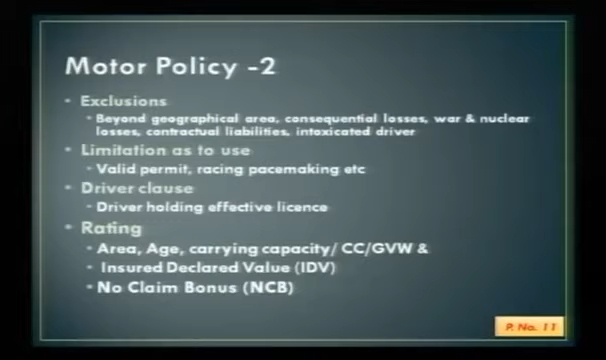 Motor Policy -2
• Exclusions
• Beyond geographical area, consequential losses, war & nuclear
losses, contractual liabilities, intoxicated driver
• Limitation as to use
• Valid permit, racing pacemaking etc
• Driver clause
• Driver holding effective licence
• Rating
• Area, Age, carrying capacity/ CC/GVW &
• Insured Declared Value (IDV)
• No Claim Bonus (NCB)
P. No. 11